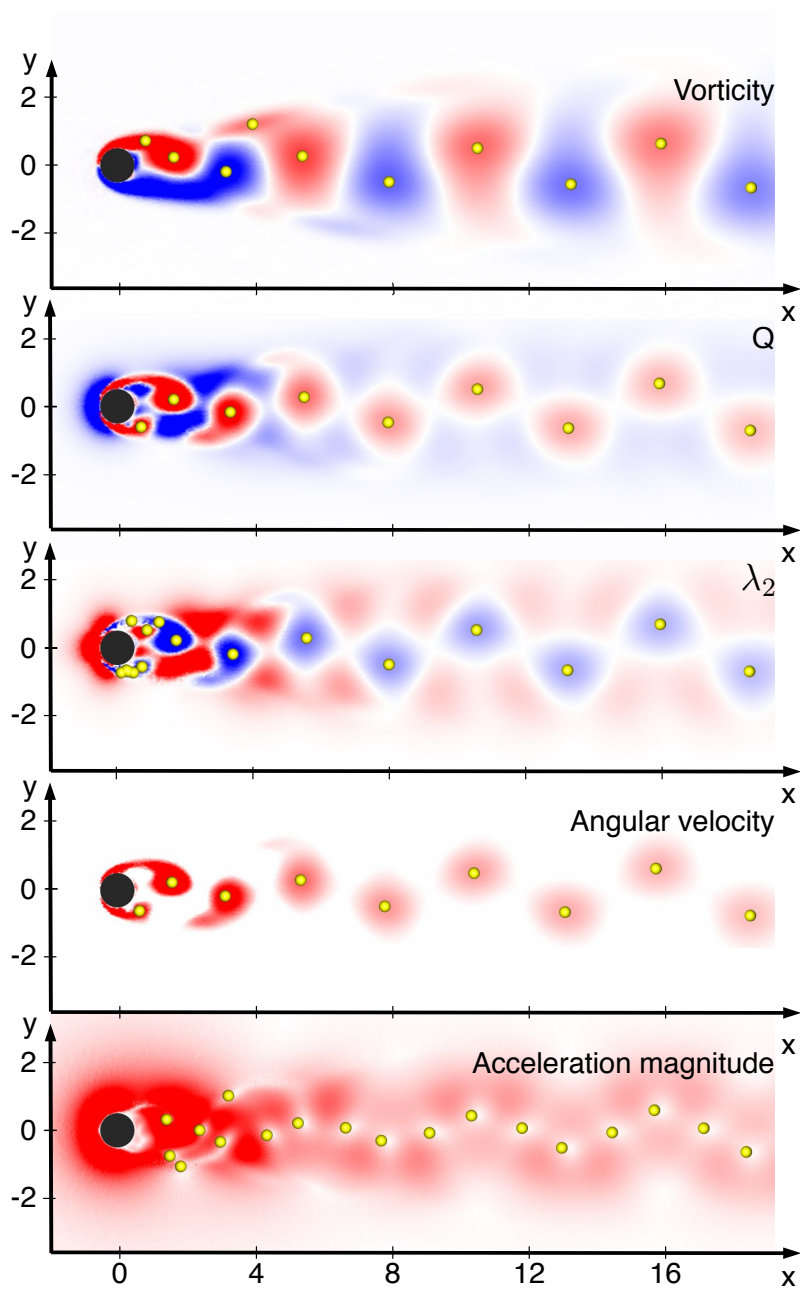 y
Vorticity
2
0
-2
x
y
Q
2
0
-2
x
y
λ₂
2
0
-2
x
y
Angular velocity
2
0
-2
x
y
Acceleration magnitude
2
0
-2
0 4 8 12 16 x